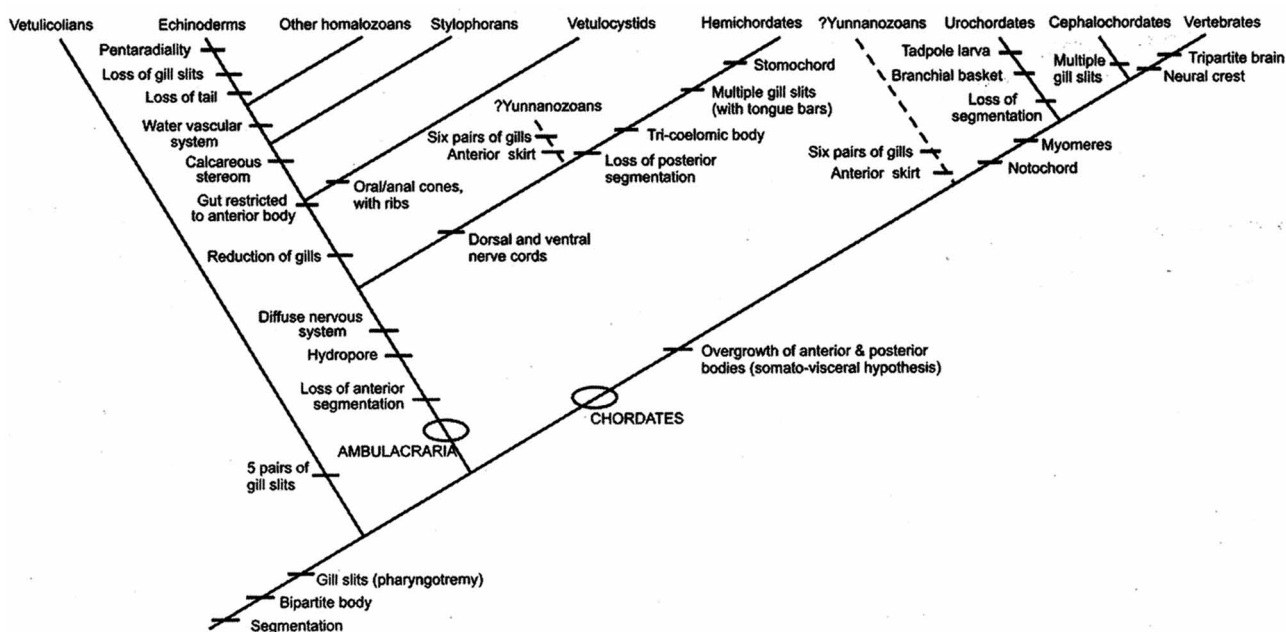 Vetulicolians
Echinoderms
Other homalozoans
Stylophorans
Vetulocystids
Hemichordates
?Yunnanozoans
Urochordates
Cephalochordates
Vertebrates
Pentaradiality
Loss of gill slits
Loss of tail
Water vascular
system
Calcareous
stereom
Gut restricted
to anterior body
Reduction of gills
Diffuse nervous
system
Hydropore
Loss of anterior
segmentation
AMBULACRARIA
5 pairs of
gill slits
Oral/anal cones,
with ribs
?Yunnanozoans
Six pairs of gills
Anterior skirt
Stomochord
Multiple gill slits
(with tongue bars)
Tri-coelomic body
Loss of posterior
segmentation
Dorsal and ventral
nerve cords
Six pairs of gills
Anterior skirt
Tadpole larva
Branchial basket
Loss of
segmentation
Multiple
gill slits
Tripartite brain
Neural crest
Myomeres
Notochord
Overgrowth of anterior & posterior
bodies (somato-visceral hypothesis)
CHORDATES
Gill slits (pharyngotremy)
Bipartite body
Segmentation